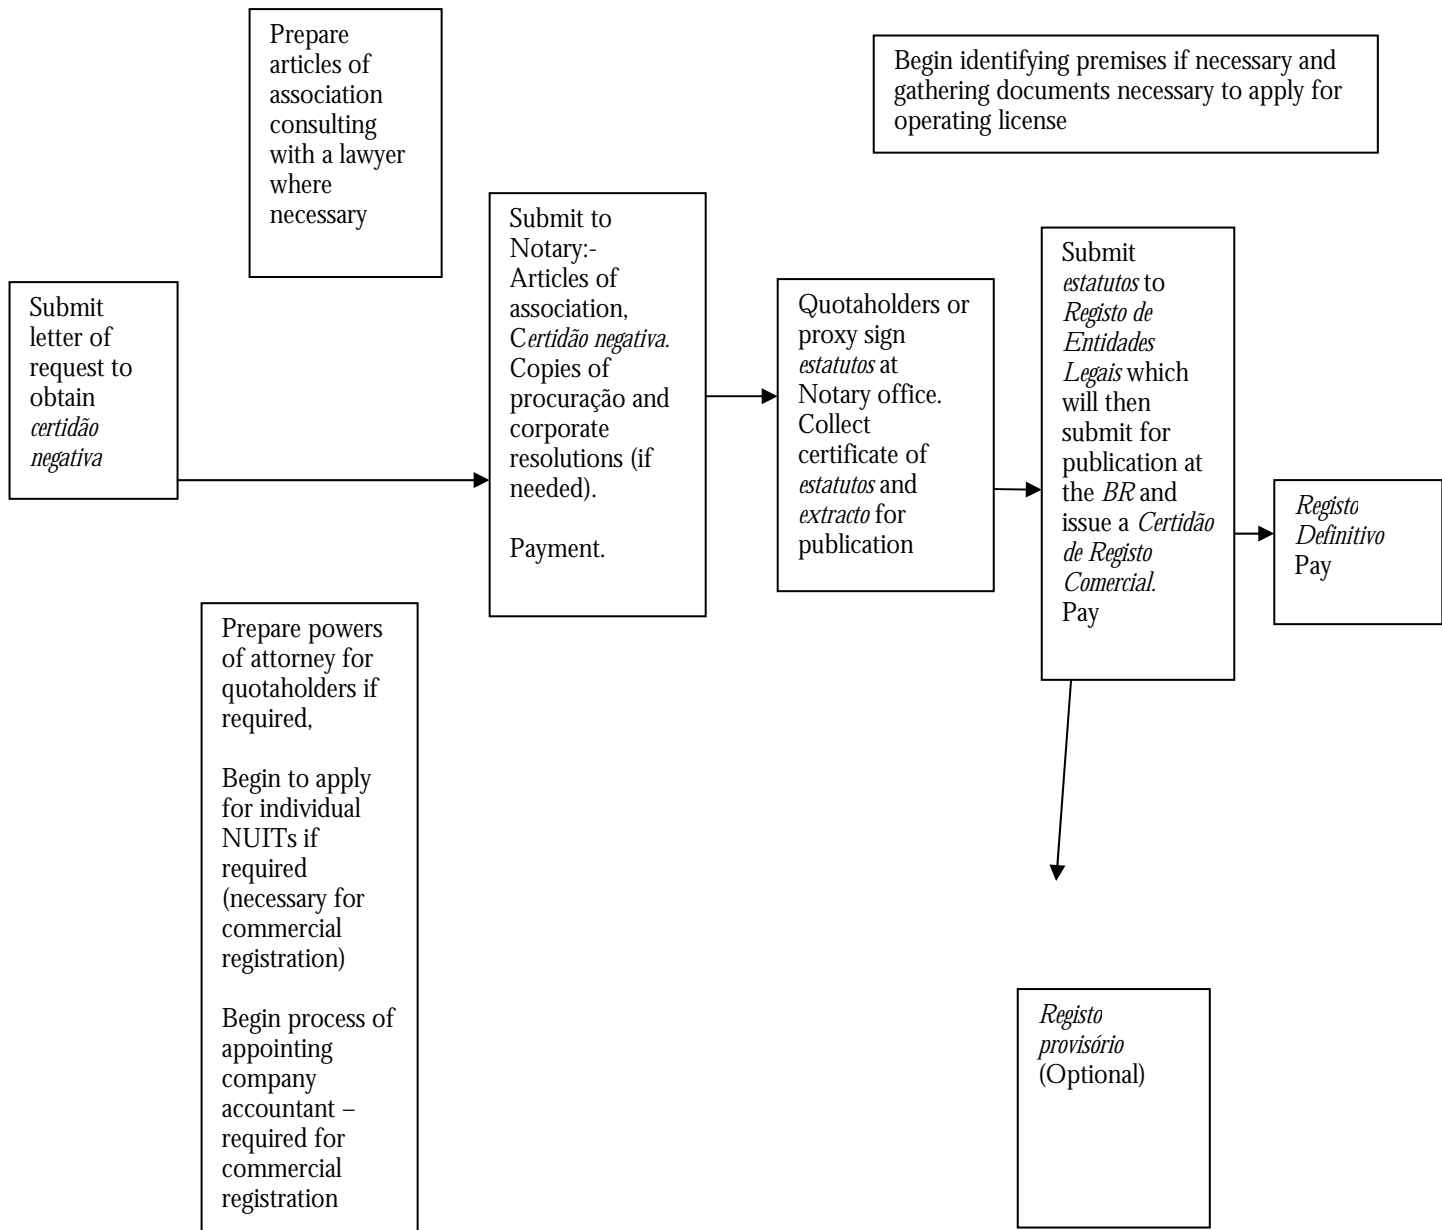 Prepare
articles of
association
consulting
with a lawyer
where
necessary
Begin identifying premises if necessary and
gathering documents necessary to apply for
operating license
Submit
letter of
request to
obtain
certidão
negativa
Submit to
Notary:-
Articles of
association,
Certidão negativa.
Copies of
procuração and
corporate
resolutions (if
needed).
Payment.
Quotaholders or
proxy sign
estatutos at
Notary office.
Collect
certificate of
estatutos and
extracto for
publication
Submit
estatutos to
Registo de
Entidades
Legais which
will then
submit for
publication at
the BR and
issue a Certidão
de Registo
Comercial.
Pay
Registo
Definitivo
Pay
Prepare powers
of attorney for
quotaholders if
required,
Begin to apply
for individual
NUITs if
required
(necessary for
commercial
registration)
Begin process of
appointing
company
accountant –
required for
commercial
registration
Registo
provisório
(Optional)